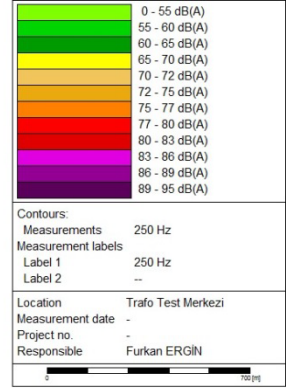 0 - 55 dB(A)
55 - 60 dB(A)
60 - 65 dB(A)
65 - 70 dB(A)
70 - 72 dB(A)
72 - 75 dB(A)
75 - 77 dB(A)
77 - 80 dB(A)
80 - 83 dB(A)
83 - 86 dB(A)
86 - 89 dB(A)
89 - 95 dB(A)
Contours:
Measurements 250 Hz
Measurement labels
Label 1 250 Hz
Label 2 --
Location Trafo Test Merkezi
Measurement date -
Project no. -
Responsible Furkan ERGİN
0 700 [m]